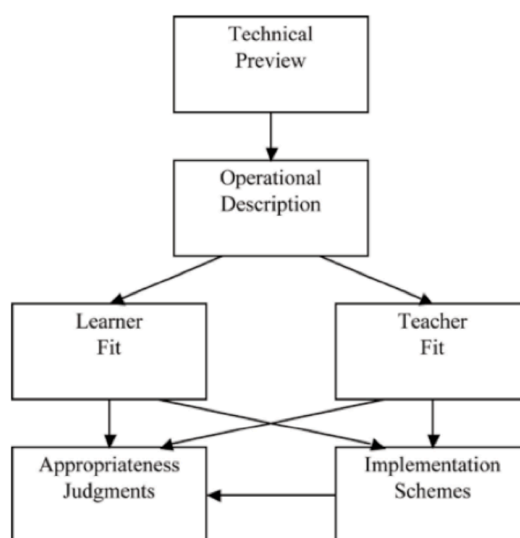 Technical
Preview
Operational
Description
Learner
Fit
Teacher
Fit
Appropriateness
Judgments
Implementation
Schemes